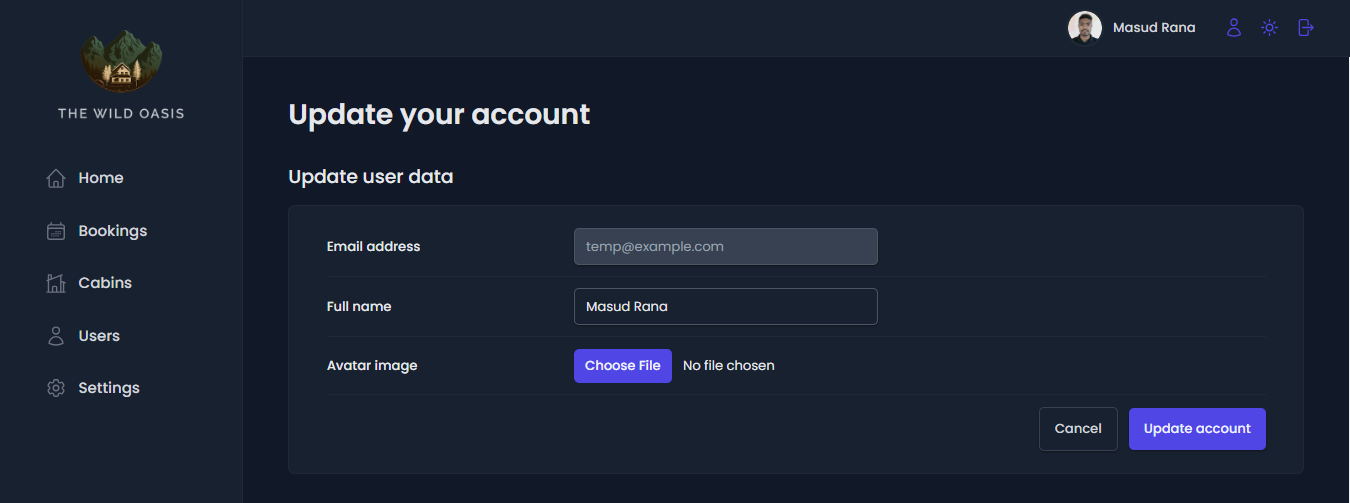 Masud Rana
THE WILD OASIS
Home
Bookings
Cabins
Users
Settings
Update your account
Update user data
Email address
temp@example.com
Full name
Masud Rana
Avatar image
Choose File No file chosen
Cancel
Update account